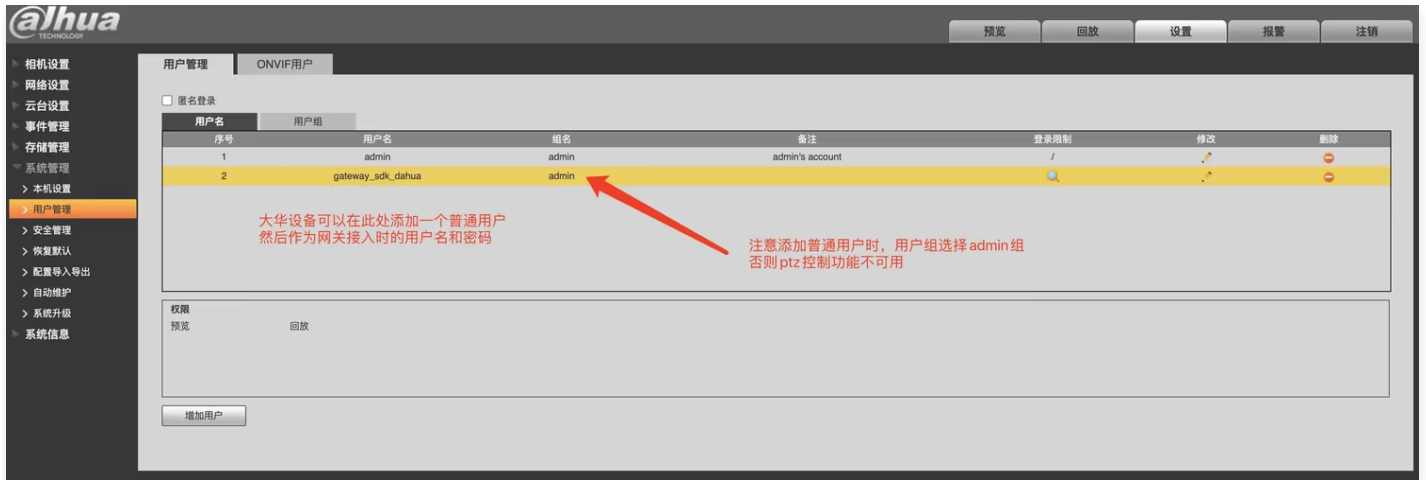 alhua
TECHNOLOGY
预览 回放 设置 报警 注销
相机设置
网络设置
云台设置
事件管理
存储管理
系统管理
本机设置
用户管理
安全管理
恢复默认
配置导入导出
自动维护
系统升级
系统信息
用户管理 ONVIF用户
匿名登录
用户名 用户组
序号 用户名 组名 备注 登录限制 修改 删除
1 admin admin admin's account /
2 gateway_sdk_dahua admin
大华设备可以在此处添加一个普通用户
然后作为网关接入时的用户名和密码
注意添加普通用户时，用户组选择admin组
否则ptz控制功能不可用
权限
预览 回放
增加用户